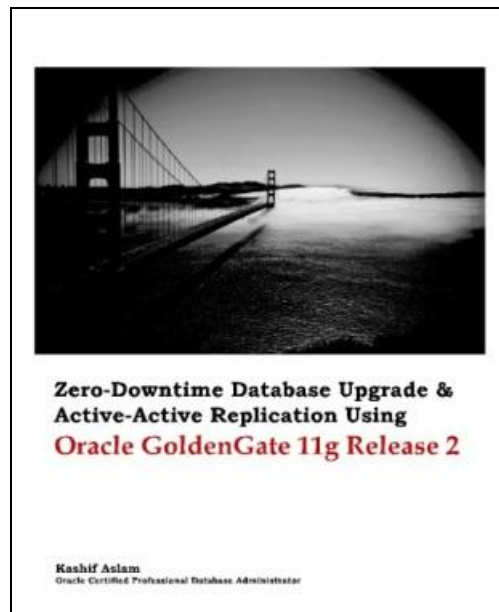 Zero-Downtime Database Upgrade &
Active-Active Replication Using
Oracle GoldenGate 11g Release 2
Kashif Aslam
Oracle Certified Professional Database Administrator